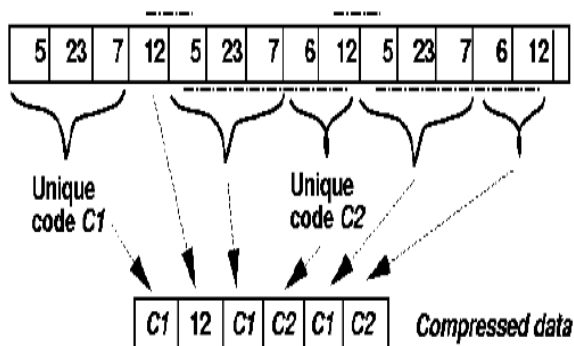 5 23 7 12 5 23 7 6 12 5 23 7 6 12
Unique code C1
Unique code C2
C1 12 C1 C2 C1 C2 Compressed data